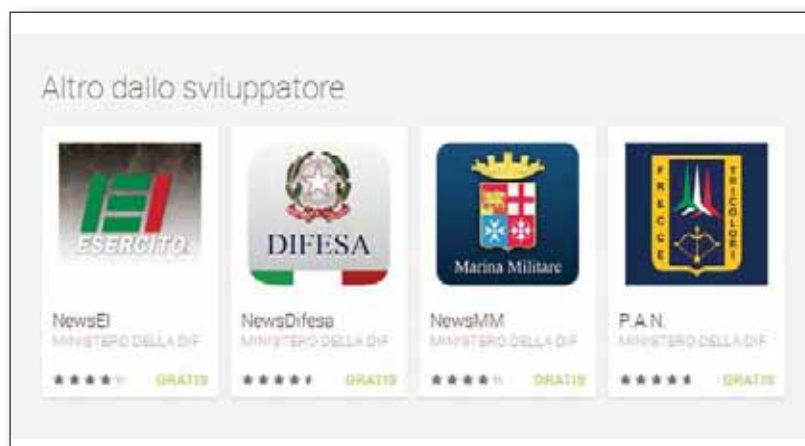 Altro dallo sviluppatore
ESERCITO
NewsEI
MINISTERO DELLA DIF
GRATIS
DIFESA
NewsDifesa
MINISTERO DELLA DIF
GRATIS
Marina Militare
NewsMM
MINISTERO DELLA DIF
GRATIS
FRECCE
TRICOLORI
P.A.N.
MINISTERO DELLA DIF
GRATIS